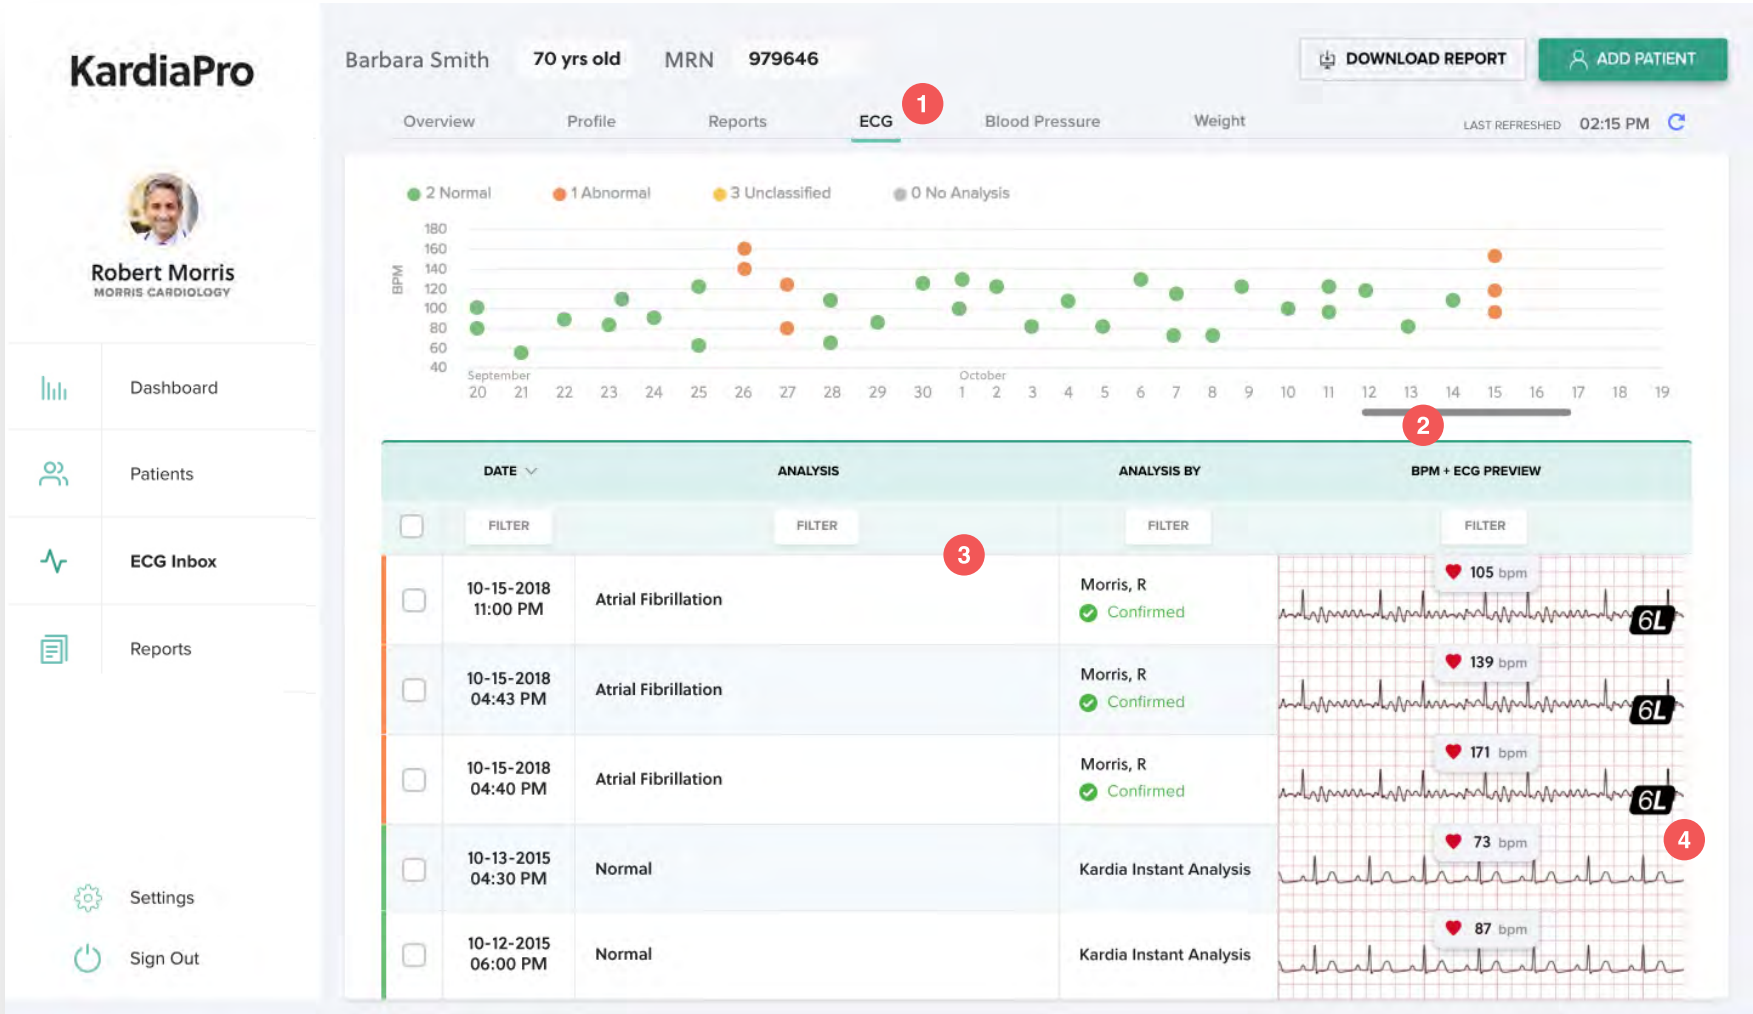 KardiaPro
Robert Morris
MORRIS CARDIOLOGY
Dashboard
Patients
ECG Inbox
Reports
Settings
Sign Out
Barbara Smith 70 yrs old MRN 979646
DOWNLOAD REPORT
ADD PATIENT
Overview Profile Reports ECG 1 Blood Pressure Weight
LAST REFRESHED 02:15 PM
2 Normal 1 Abnormal 3 Unclassified 0 No Analysis
BPM
180
160
140
120
100
80
60
40
September October
20 21 22 23 24 25 26 27 28 29 30 1 2 3 4 5 6 7 8 9 10 11 12 13 14 15 16 17 18 19
2
DATE ANALYSIS ANALYSIS BY BPM + ECG PREVIEW
FILTER FILTER FILTER FILTER
3
10-15-2018
11:00 PM
Atrial Fibrillation
Morris, R
Confirmed
105 bpm
6L
10-15-2018
04:43 PM
Atrial Fibrillation
Morris, R
Confirmed
139 bpm
6L
10-15-2018
04:40 PM
Atrial Fibrillation
Morris, R
Confirmed
171 bpm
6L
4
10-13-2015
04:30 PM
Normal
Kardia Instant Analysis
73 bpm
10-12-2015
06:00 PM
Normal
Kardia Instant Analysis
87 bpm